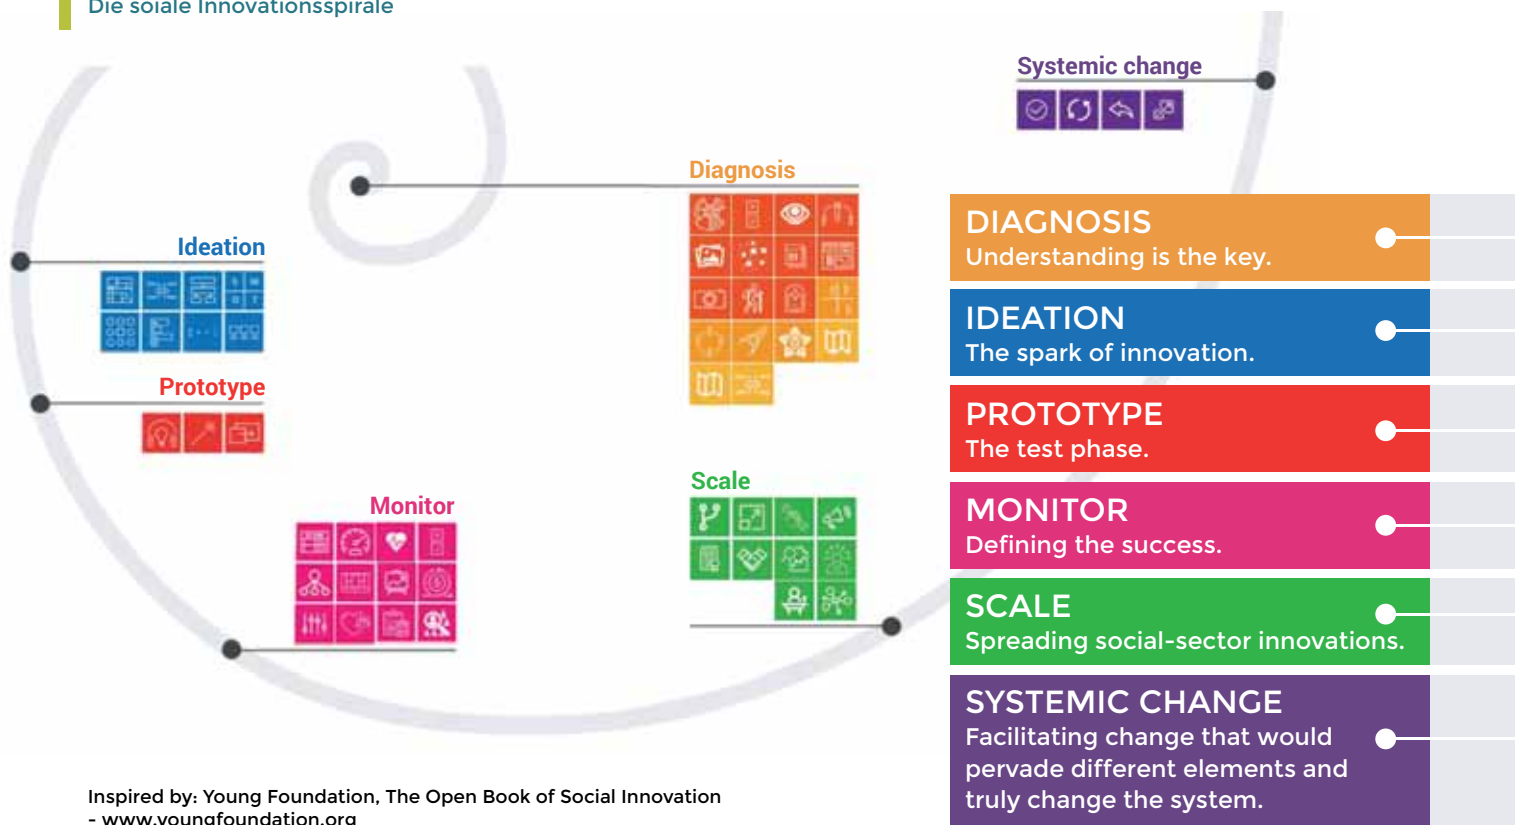 Die soiale Innovationsspirale
Systemic change
Diagnosis
Ideation
Prototype
Monitor
Scale
DIAGNOSIS
Understanding is the key.
IDEATION
The spark of innovation.
PROTOTYPE
The test phase.
MONITOR
Defining the success.
SCALE
Spreading social-sector innovations.
SYSTEMIC CHANGE
Facilitating change that would
pervade different elements and
truly change the system.
Inspired by: Young Foundation, The Open Book of Social Innovation
- www.youngfoundation.org